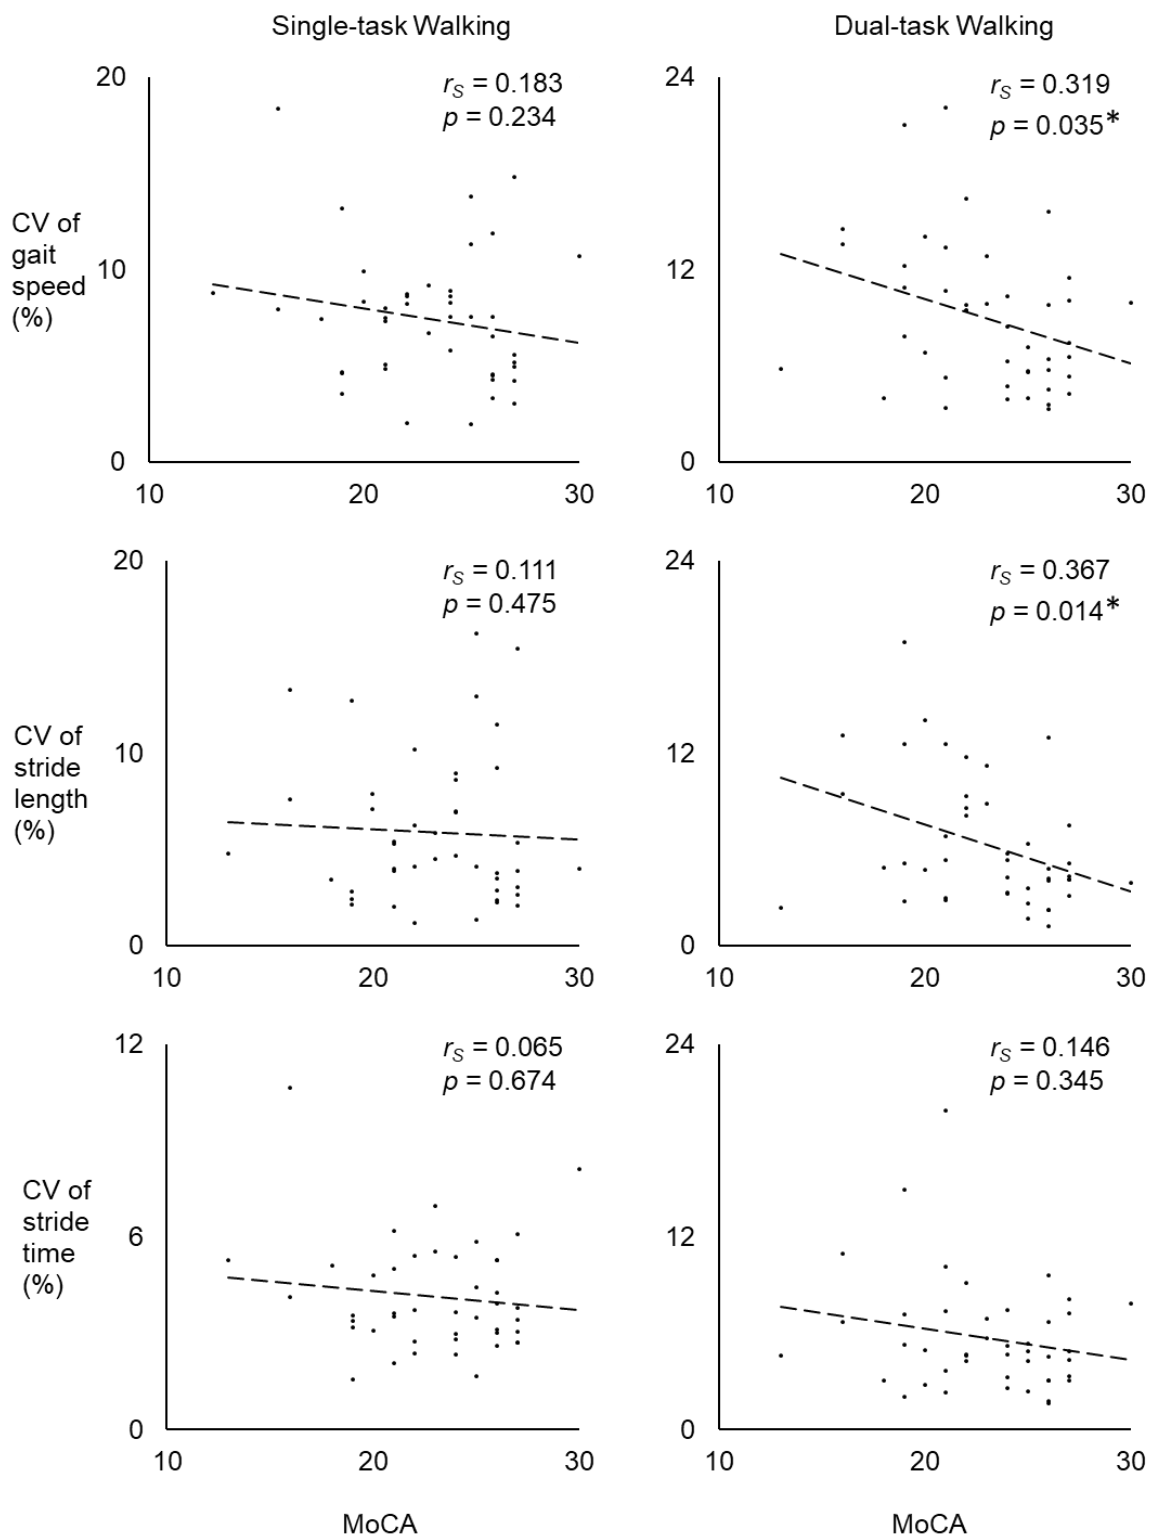 Single-task Walking
Dual-task Walking
20
10
0
10
20
30
CV of
gait
speed
(%)
rS = 0.183
p = 0.234
24
12
0
10
20
30
rS = 0.319
p = 0.035*
20
10
0
10
20
30
CV of
stride
length
(%)
rS = 0.111
p = 0.475
24
12
0
10
20
30
rS = 0.367
p = 0.014*
12
6
0
10
20
30
CV of
stride
time
(%)
rS = 0.065
p = 0.674
24
12
0
10
20
30
rS = 0.146
p = 0.345
MoCA
MoCA